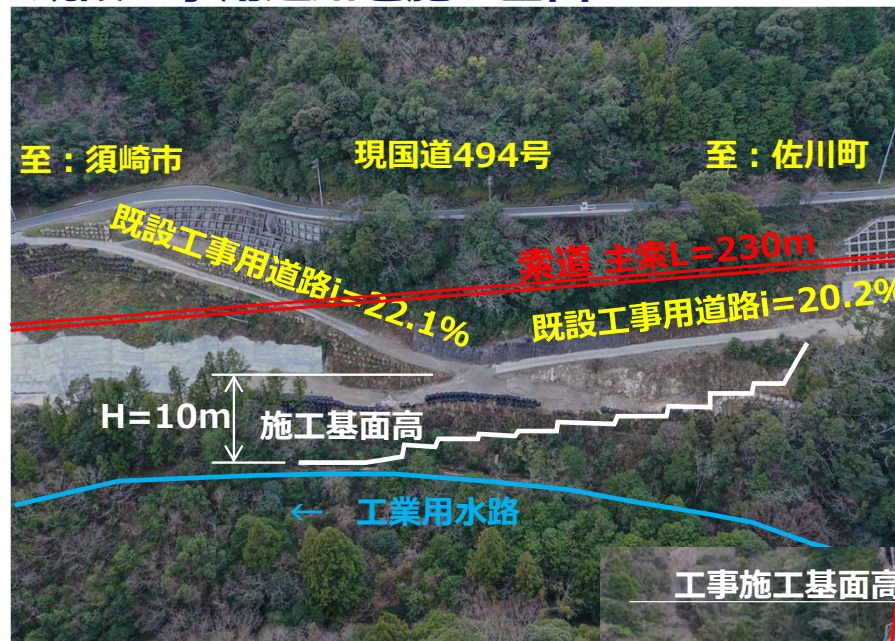 至：須崎市
現国道494号
至：佐川町
既設工事用道路i=22.1%
索道 主索L=230m
既設工事用道路i=20.2%
H=10m
施工基面高
← 工業用水路
工事施工基面高